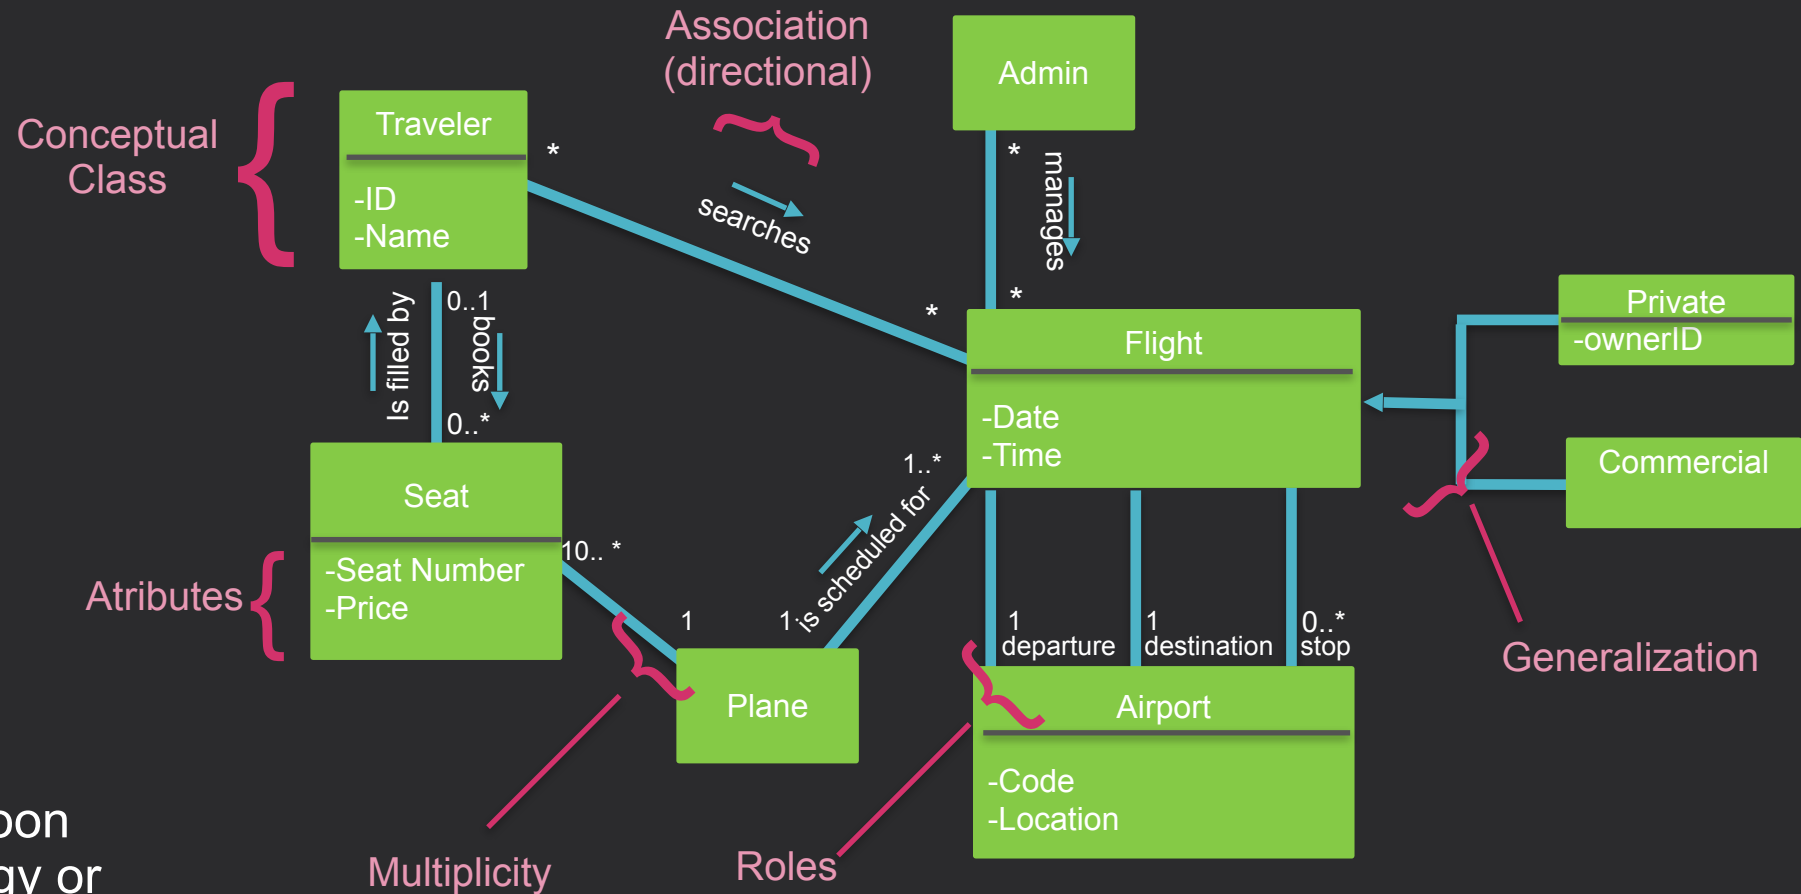 Association
(directional)
Admin
Conceptual
Class
Traveler
-ID
-Name
*
searches
*
*
manages
*
0..1
Is filled by
books
0..*
Flight
-Date
-Time
Private
-ownerID
Commercial
Seat
-Seat Number
-Price
Atributes
10.. *
1
1
is scheduled for
1..*
1
departure
1
destination
0..*
stop
Generalization
Plane
Airport
-Code
-Location
Multiplicity
Roles
or